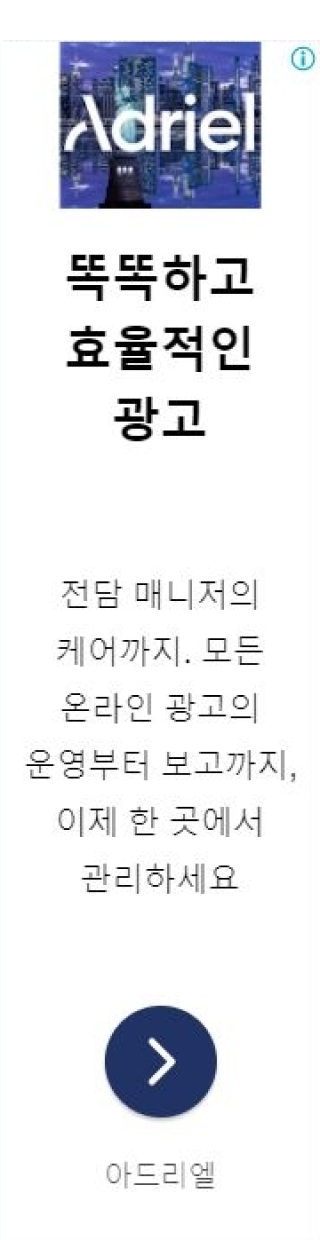 Adriel
똑똑하고
효율적인
광고
전담 매니저의
케어까지. 모든
온라인 광고의
운영부터 보고까지,
이제 한 곳에서
관리하세요
아드리엘